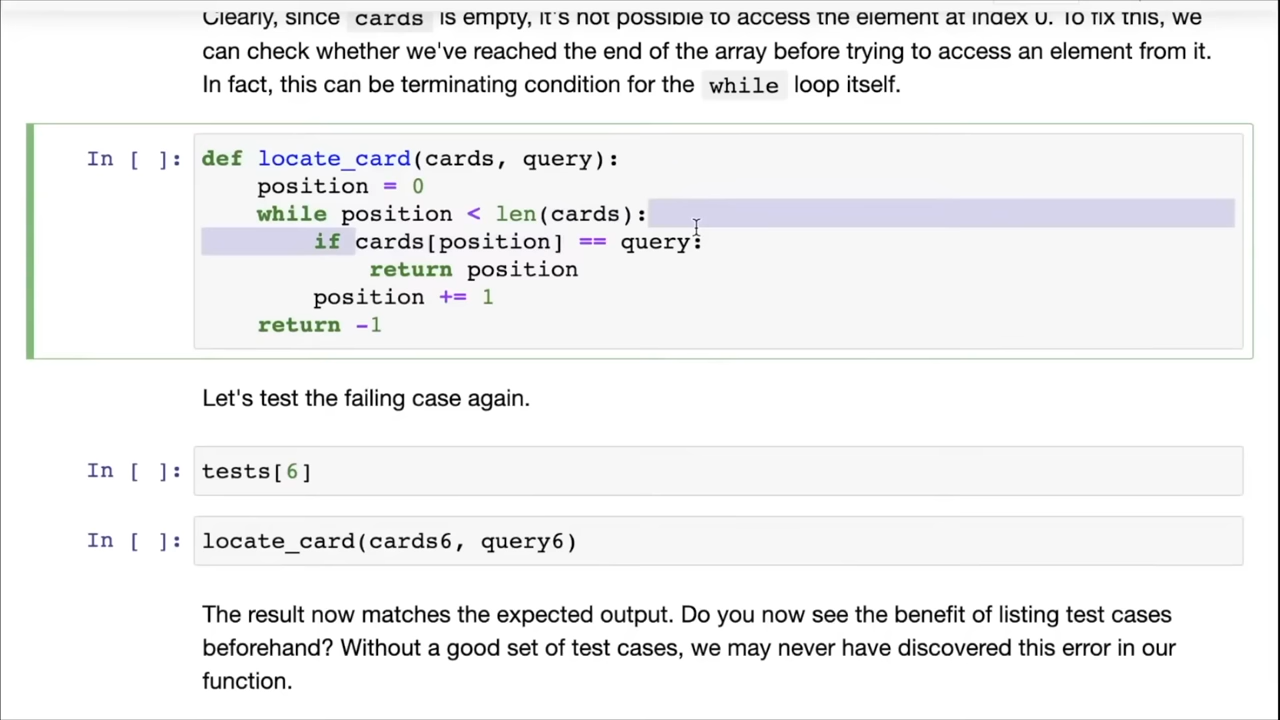 Clearly, since cards is empty, it's not possible to access the element at index 0. To fix this, we
can check whether we've reached the end of the array before trying to access an element from it.
In fact, this can be terminating condition for the while loop itself.
In [ ]: def locate_card(cards, query):
    position = 0
    while position < len(cards):
        if cards[position] == query:
            return position
        position += 1
    return -1
Let's test the failing case again.
In [ ]: tests[6]
In [ ]: locate_card(cards6, query6)
The result now matches the expected output. Do you now see the benefit of listing test cases
beforehand? Without a good set of test cases, we may never have discovered this error in our
function.